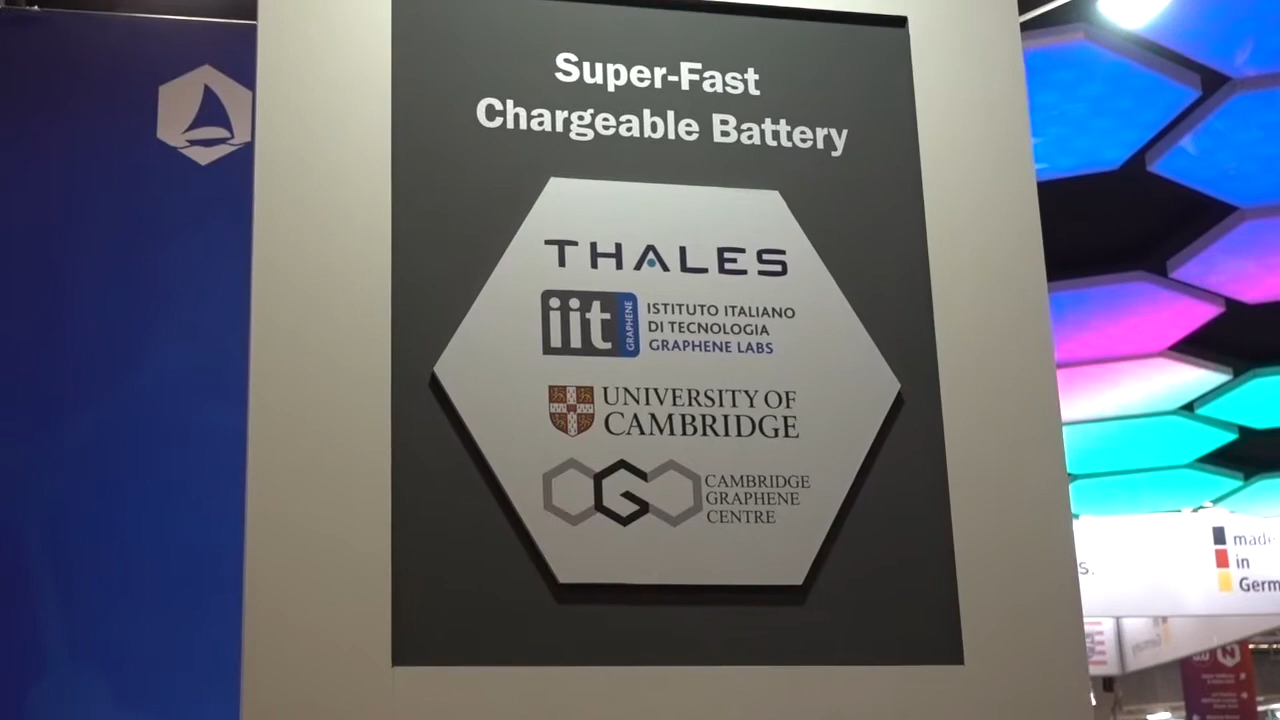 Super-Fast
Chargeable Battery
THALES
iit GRAPHENE
ISTITUTO ITALIANO
DI TECNOLOGIA
GRAPHENE LABS
UNIVERSITY OF
CAMBRIDGE
G
CAMBRIDGE
GRAPHENE
CENTRE
s.
made
in
Germ